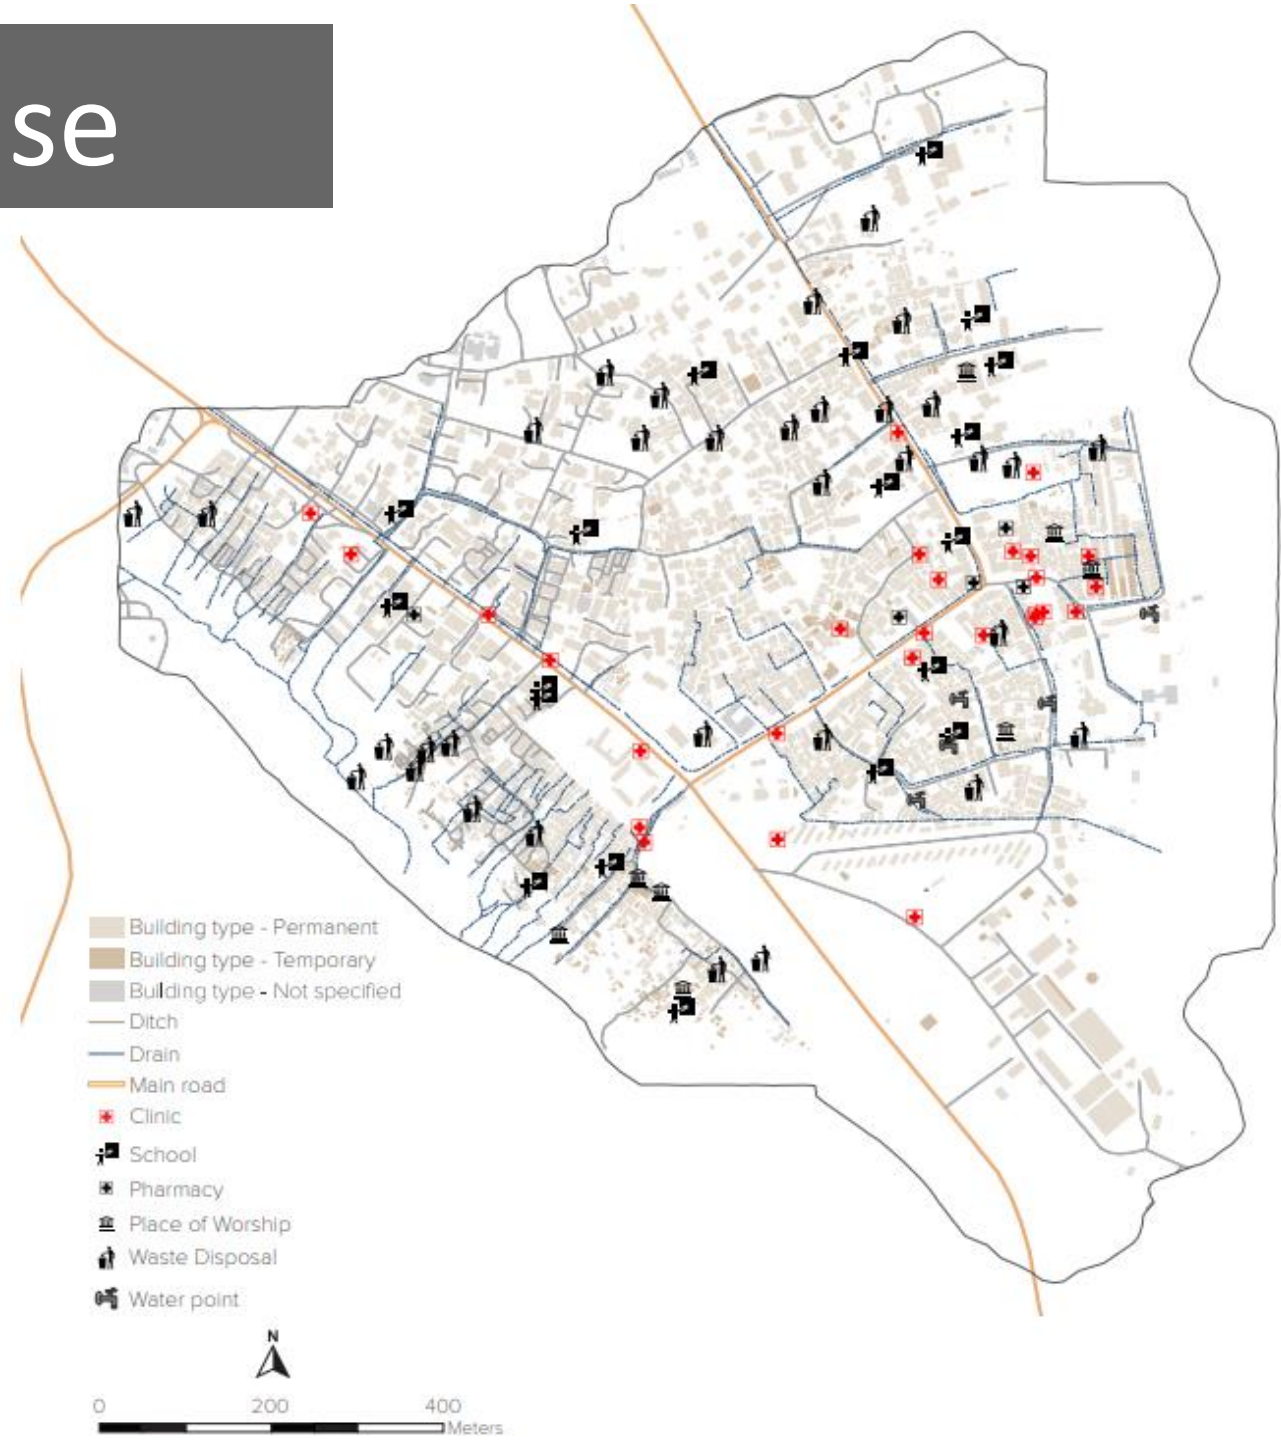 se
Building type - Permanent
Building type - Temporary
Building type - Not specified
Ditch
Drain
Main road
Clinic
School
Pharmacy
Place of Worship
Waste Disposal
Water point
N
0 200 400
Meters